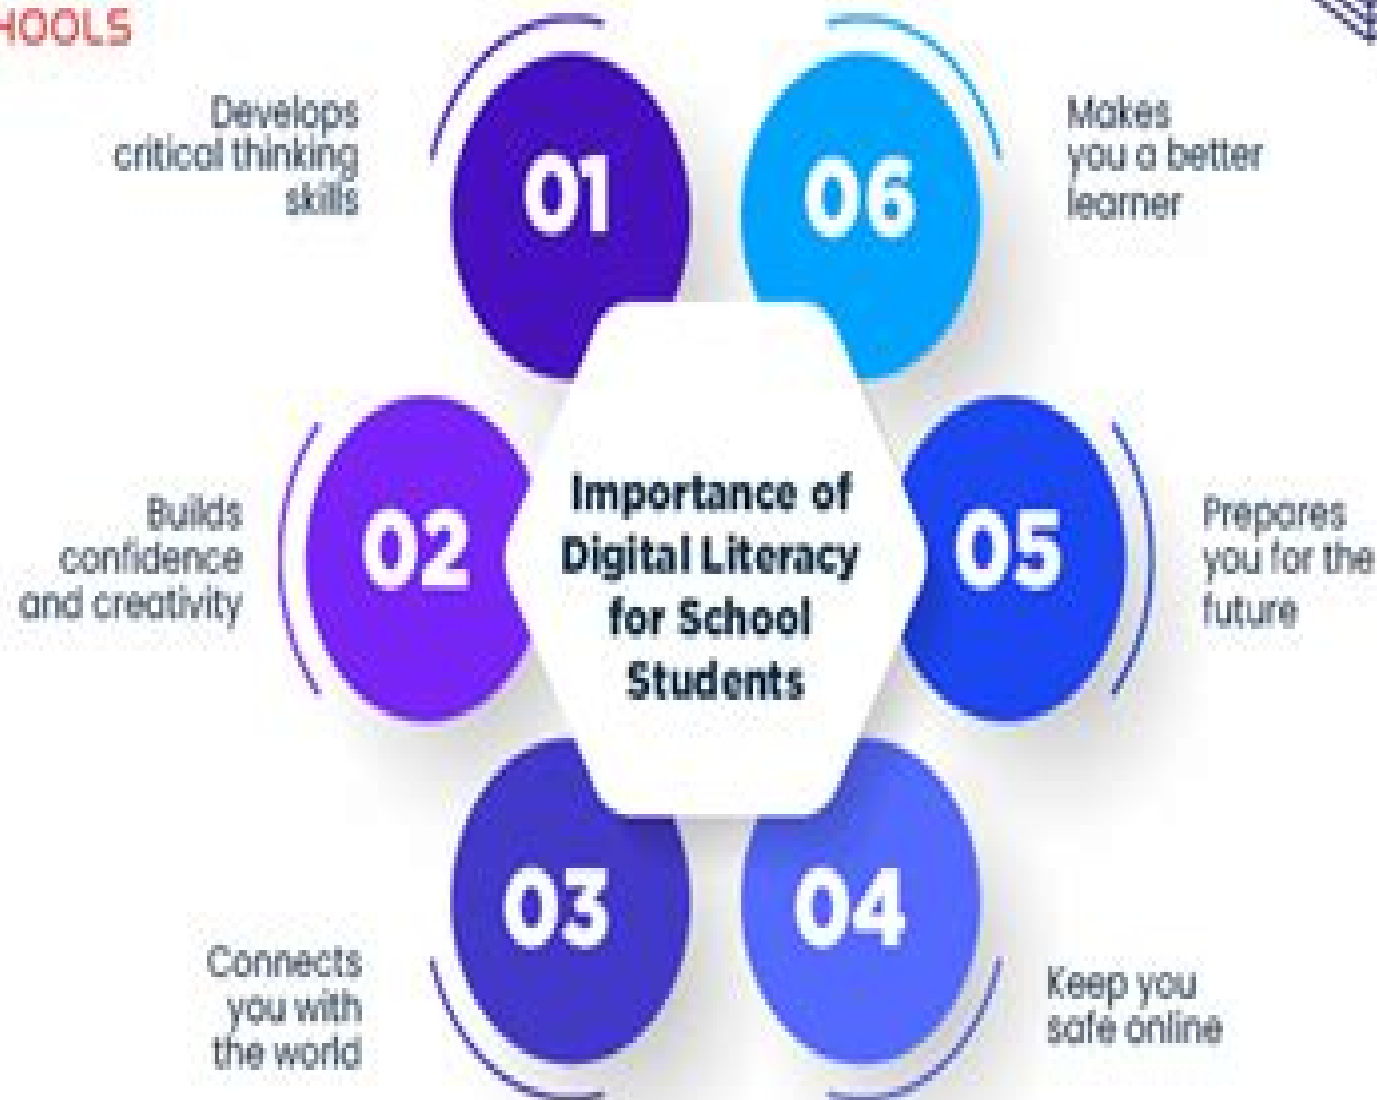 HOOLS
01
Develops
critical thinking
skills
06
Makes
you a better
learner
02
Builds
confidence
and creativity
Importance of
Digital Literacy
for School
Students
05
Prepares
you for the
future
03
Connects
you with
the world
04
Keep you
safe online